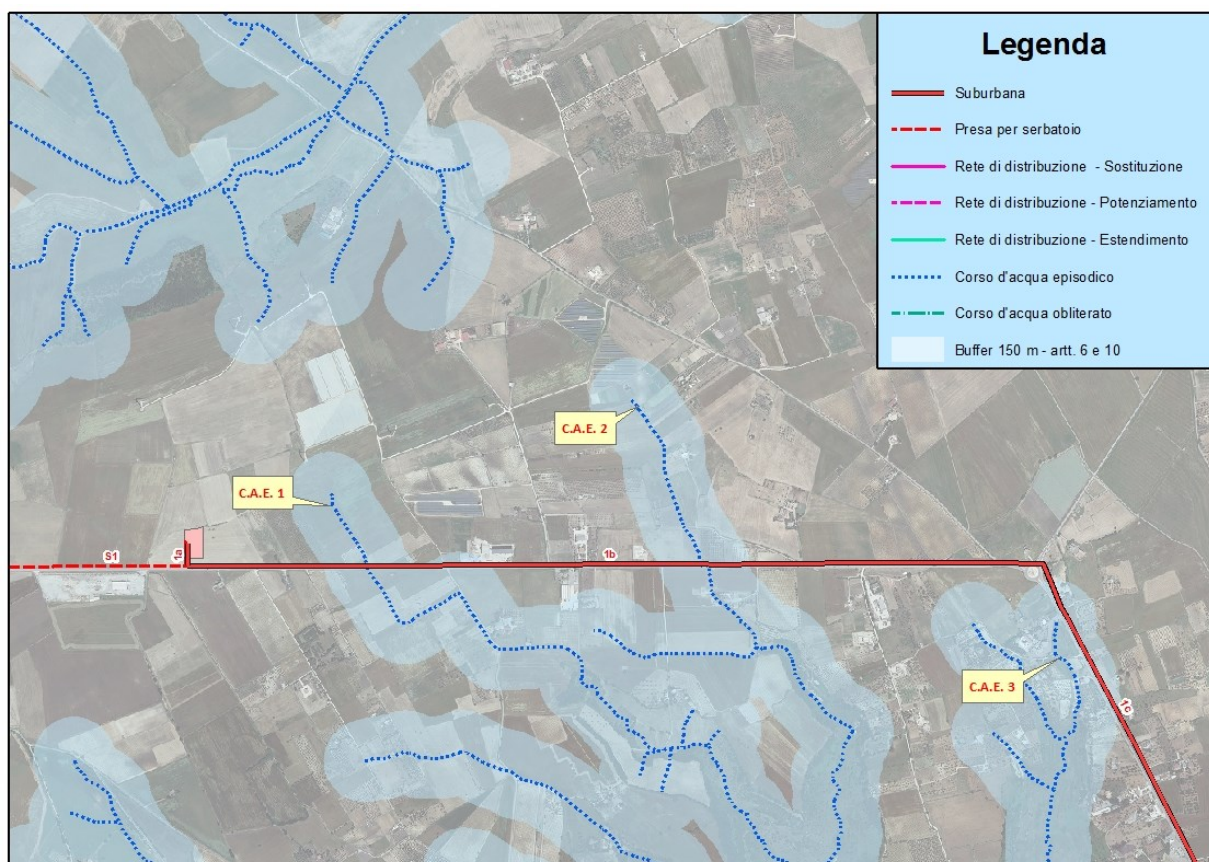 Legenda
Suburbana
Presa per serbatoio
Rete di distribuzione - Sostituzione
Rete di distribuzione - Potenziamento
Rete di distribuzione - Estendimento
Corso d'acqua episodico
Corso d'acqua obliterato
Buffer 150 m - artt. 6 e 10
C.A.E. 2
C.A.E. 1
S1
1a
1b
C.A.E. 3
1c